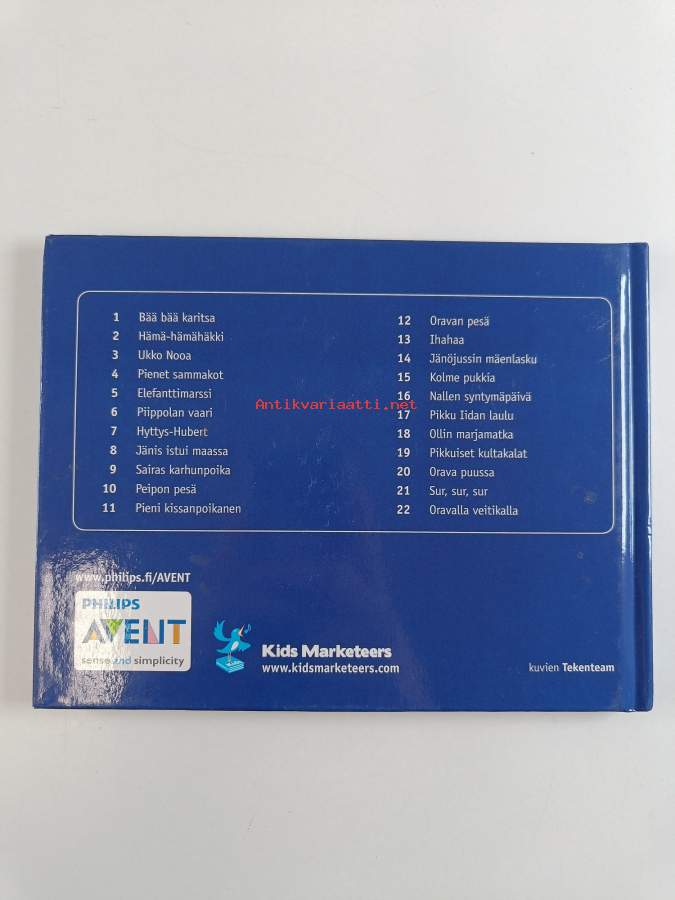 1 Bää bää karitsa
2 Hämä-hämähäkki
3 Ukko Nooa
4 Pienet sammakot
5 Elefanttimarssi
6 Piippolan vaari
7 Hyttys-Hubert
8 Jänis istui maassa
9 Sairas karhunpoika
10 Peipon pesä
11 Pieni kissanpoikanen
12 Oravan pesä
13 Ihahaa
14 Jänöjussin mäenlasku
15 Kolme pukkia
16 Nallen syntymäpäivä
17 Pikku Iidan laulu
18 Ollin marjamatka
19 Pikkuiset kultakalat
20 Orava puussa
21 Sur, sur, sur
22 Oravalla veitikalla
Antikvariaatti.net
www.philips.fi/AVENT
PHILIPS
AVENT
sense and simplicity
Kids Marketeers
www.kidsmarketeers.com
kuvien Tekenteam